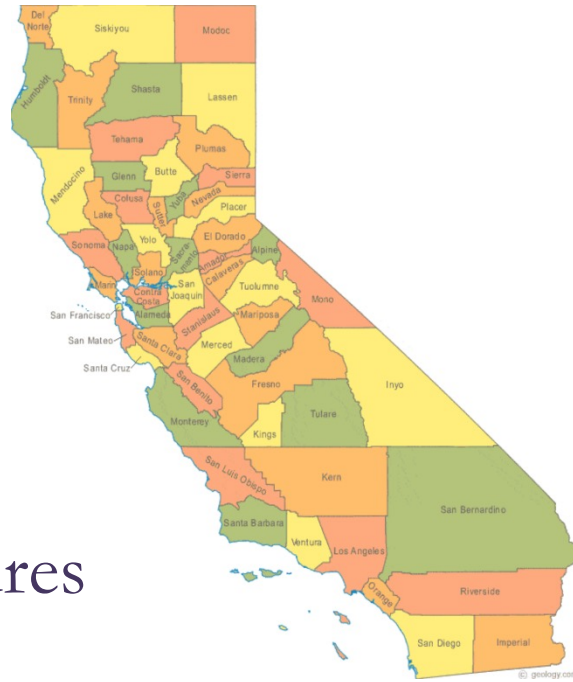 Del
Norte
Siskiyou
Modoc
Humboldt
Trinity
Shasta
Lassen
Tehama
Plumas
Mendocino
Glenn
Butte
Sierra
Colusa
Sutter
Yuba
Nevada
Lake
Placer
Sonoma
Napa
Yolo
Sacra-
mento
El Dorado
Alpine
Amador
Solano
Calaveras
Marin
Contra
Costa
San
Joaquin
Tuolumne
Mono
San Francisco
Alameda
Stanislaus
Mariposa
San Mateo
Santa Clara
Merced
Santa Cruz
Madera
San Benito
Fresno
Inyo
Monterey
Tulare
Kings
San Luis Obispo
Kern
San Bernardino
Santa Barbara
Ventura
Los Angeles
ures
Orange
Riverside
San Diego
Imperial
© geology.com